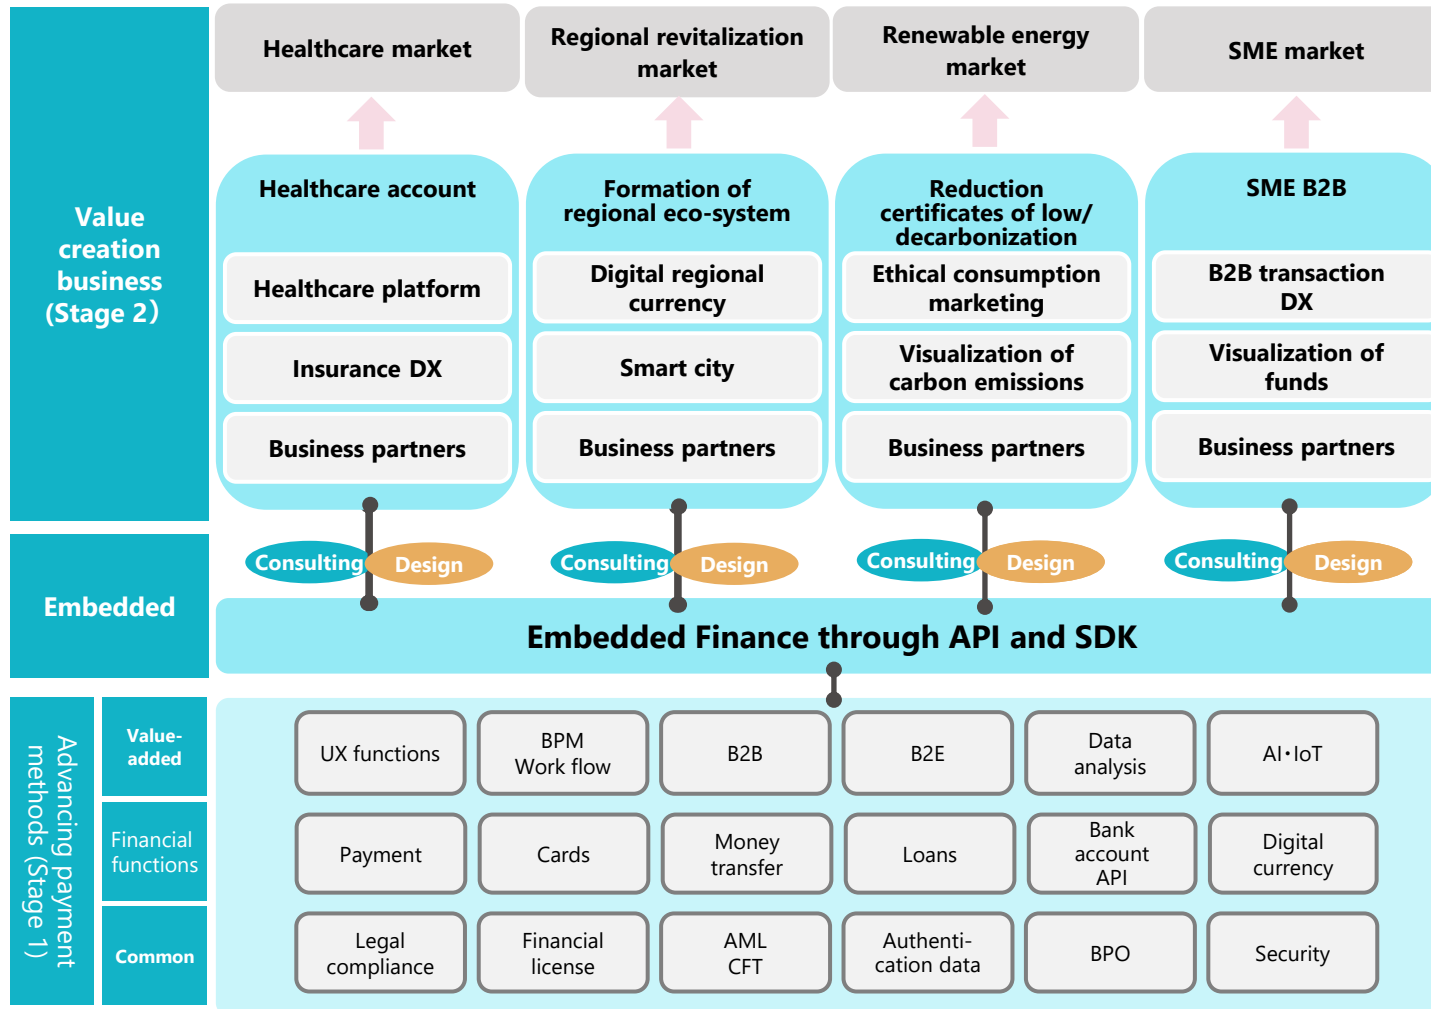 Value
creation
business
(Stage 2）
Healthcare market
Regional revitalization
market
Renewable energy
market
SME market
Healthcare account
Healthcare platform
Insurance DX
Business partners
Formation of
regional eco-system
Digital regional
currency
Smart city
Business partners
Reduction
certificates of low/
decarbonization
Ethical consumption
marketing
Visualization of
carbon emissions
Business partners
SME B2B
B2B transaction
DX
Visualization of
funds
Business partners
Embedded
Consulting
Design
Consulting
Design
Consulting
Design
Consulting
Design
Embedded Finance through API and SDK
Advancing payment
methods (Stage 1)
Value-
added
UX functions
BPM
Work flow
B2B
B2E
Data
analysis
AI・IoT
Financial
functions
Payment
Cards
Money
transfer
Loans
Bank
account
API
Digital
currency
Common
Legal
compliance
Financial
license
AML
CFT
Authenti-
cation data
BPO
Security